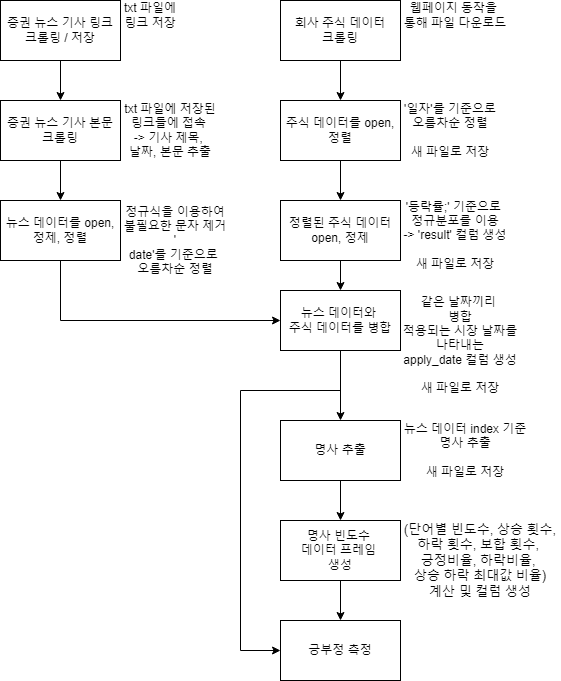 증권 뉴스 기사 링크
크롤링 / 저장
txt 파일에
링크 저장
증권 뉴스 기사 본문
크롤링
txt 파일에 저장된
링크들에 접속
-> 기사 제목,
날짜, 본문 추출
뉴스 데이터를 open,
정제, 정렬
정규식을 이용하여
불필요한 문자 제거
'
date'를 기준으로
오름차순 정렬
회사 주식 데이터
크롤링
웹페이지 동작을
통해 파일 다운로드
주식 데이터를 open,
정렬
'일자'를 기준으로
오름차순 정렬
새 파일로 저장
정렬된 주식 데이터
open, 정제
'등락률;' 기준으로
정규분포를 이용
-> 'result' 컬럼 생성
새 파일로 저장
뉴스 데이터와
주식 데이터를 병합
같은 날짜끼리
병합
적용되는 시장 날짜를
나타내는
apply_date 컬럼 생성
새 파일로 저장
명사 추출
뉴스 데이터 index 기준
명사 추출
새 파일로 저장
명사 빈도수
데이터 프레임
생성
(단어별 빈도수, 상승 횟수,
하락 횟수, 보합 횟수,
긍정비율, 하락비율,
상승 하락 최대값 비율)
계산 및 컬럼 생성
긍부정 측정